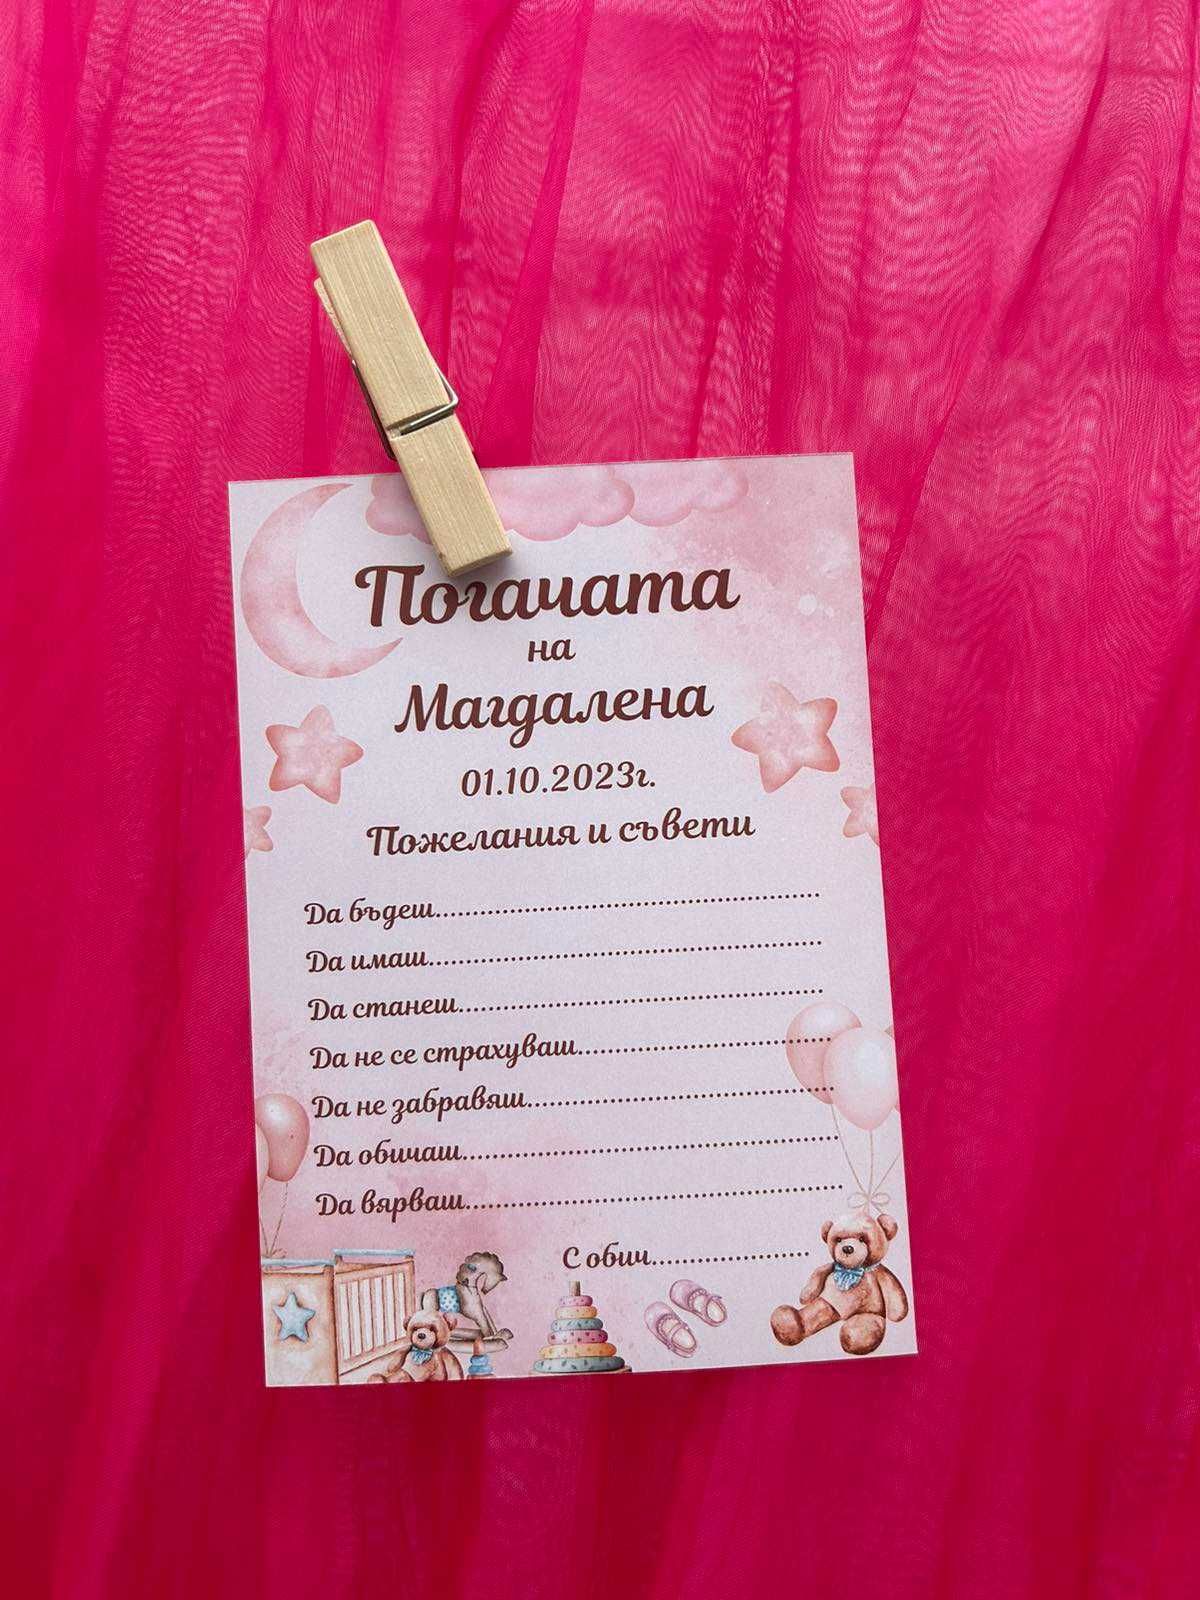 Погачата
на
Магдалена
01.10.2023г.
Пожелания и съвети
Да бъдеш..........................................................
Да имаш............................................................
Да станеш........................................................
Да не се страхуваш......................................
Да не забравяш..............................................
Да обичаш.........................................................
Да вярваш.........................................................
С обич........................